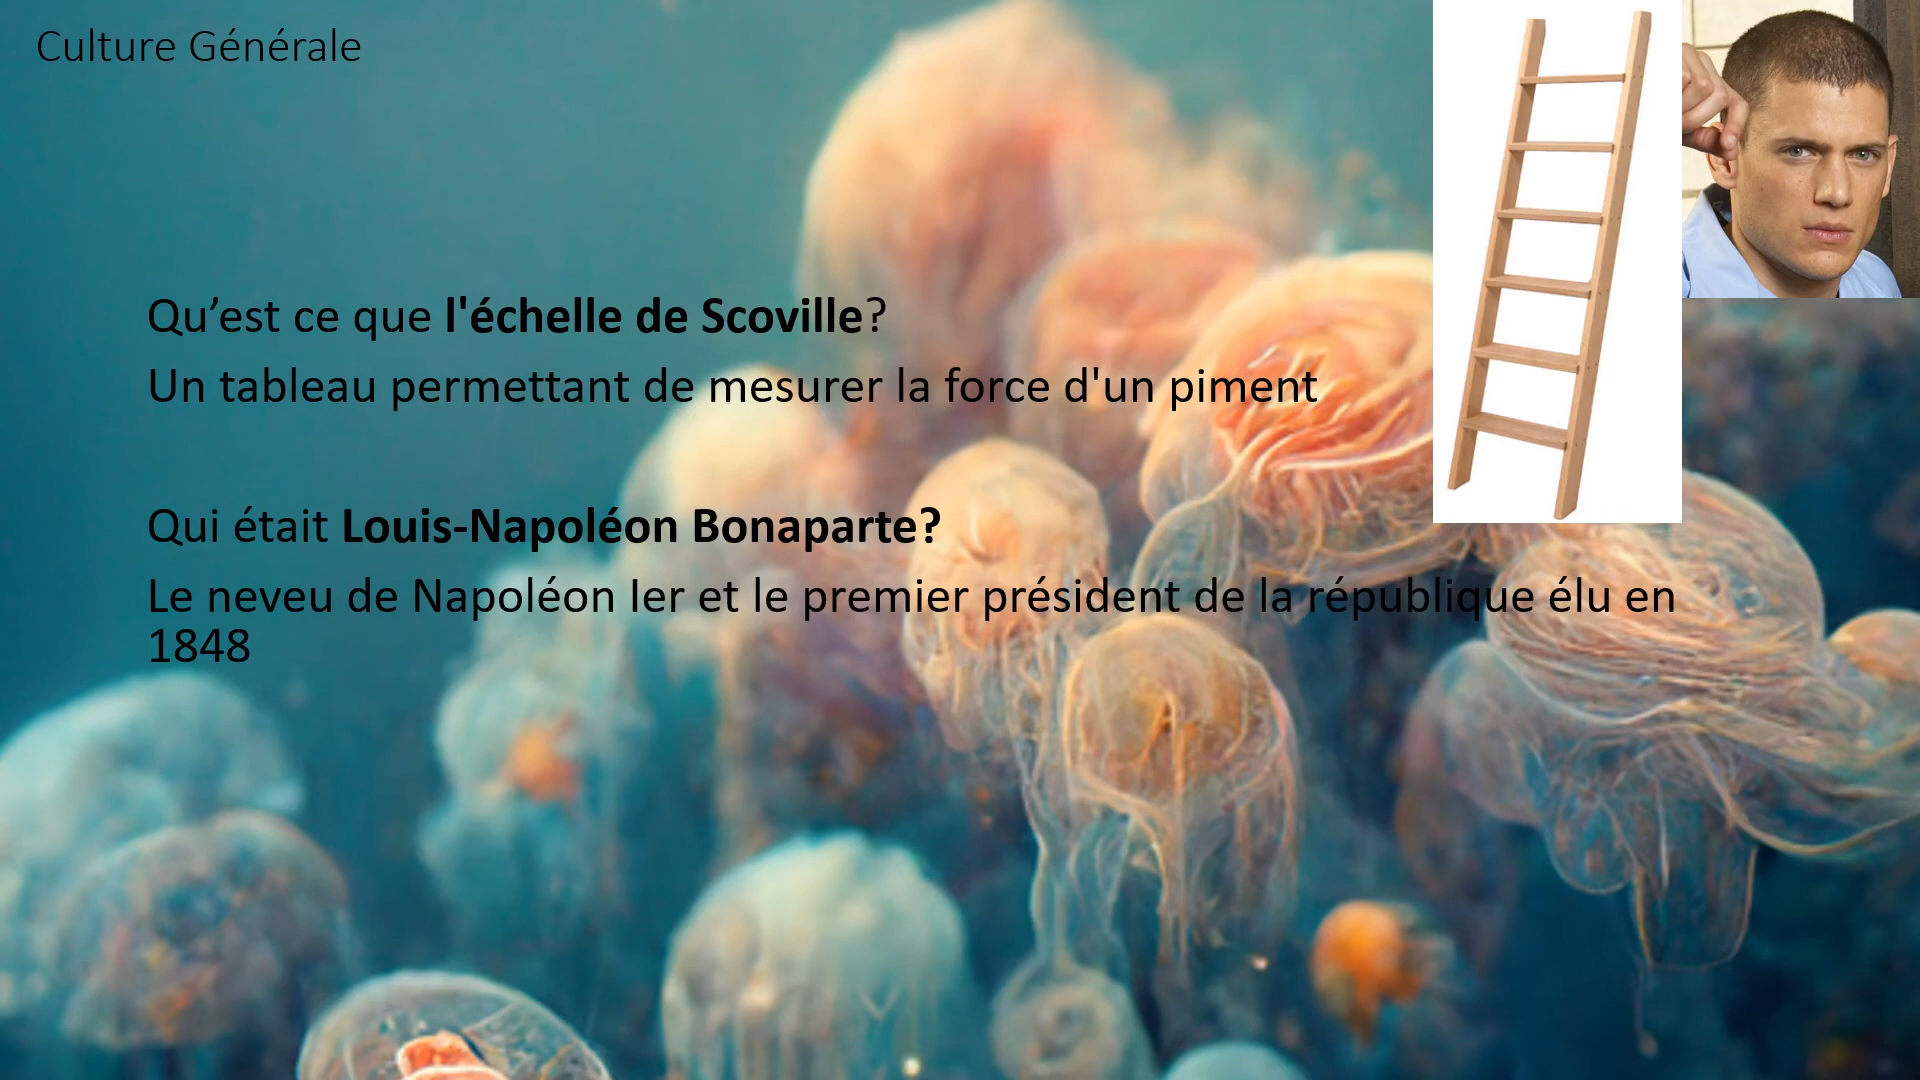 Culture Générale
Qu’est ce que l'échelle de Scoville?
Un tableau permettant de mesurer la force d'un piment
Qui était Louis-Napoléon Bonaparte?
Le neveu de Napoléon Ier et le premier président de la république élu en
1848